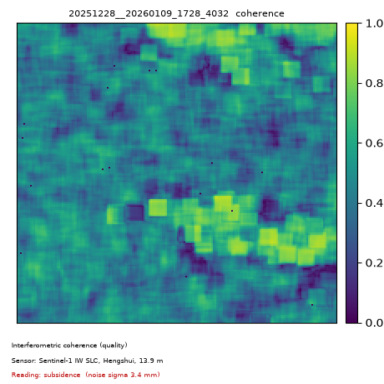 20251228__20260109_1728_4032 coherence
1.0
0.8
0.6
0.4
0.2
0.0
Interferometric coherence (quality)
Sensor: Sentinel-1 IW SLC, Hengshui, 13.9 m
Reading: subsidence (noise sigma 3.4 mm)